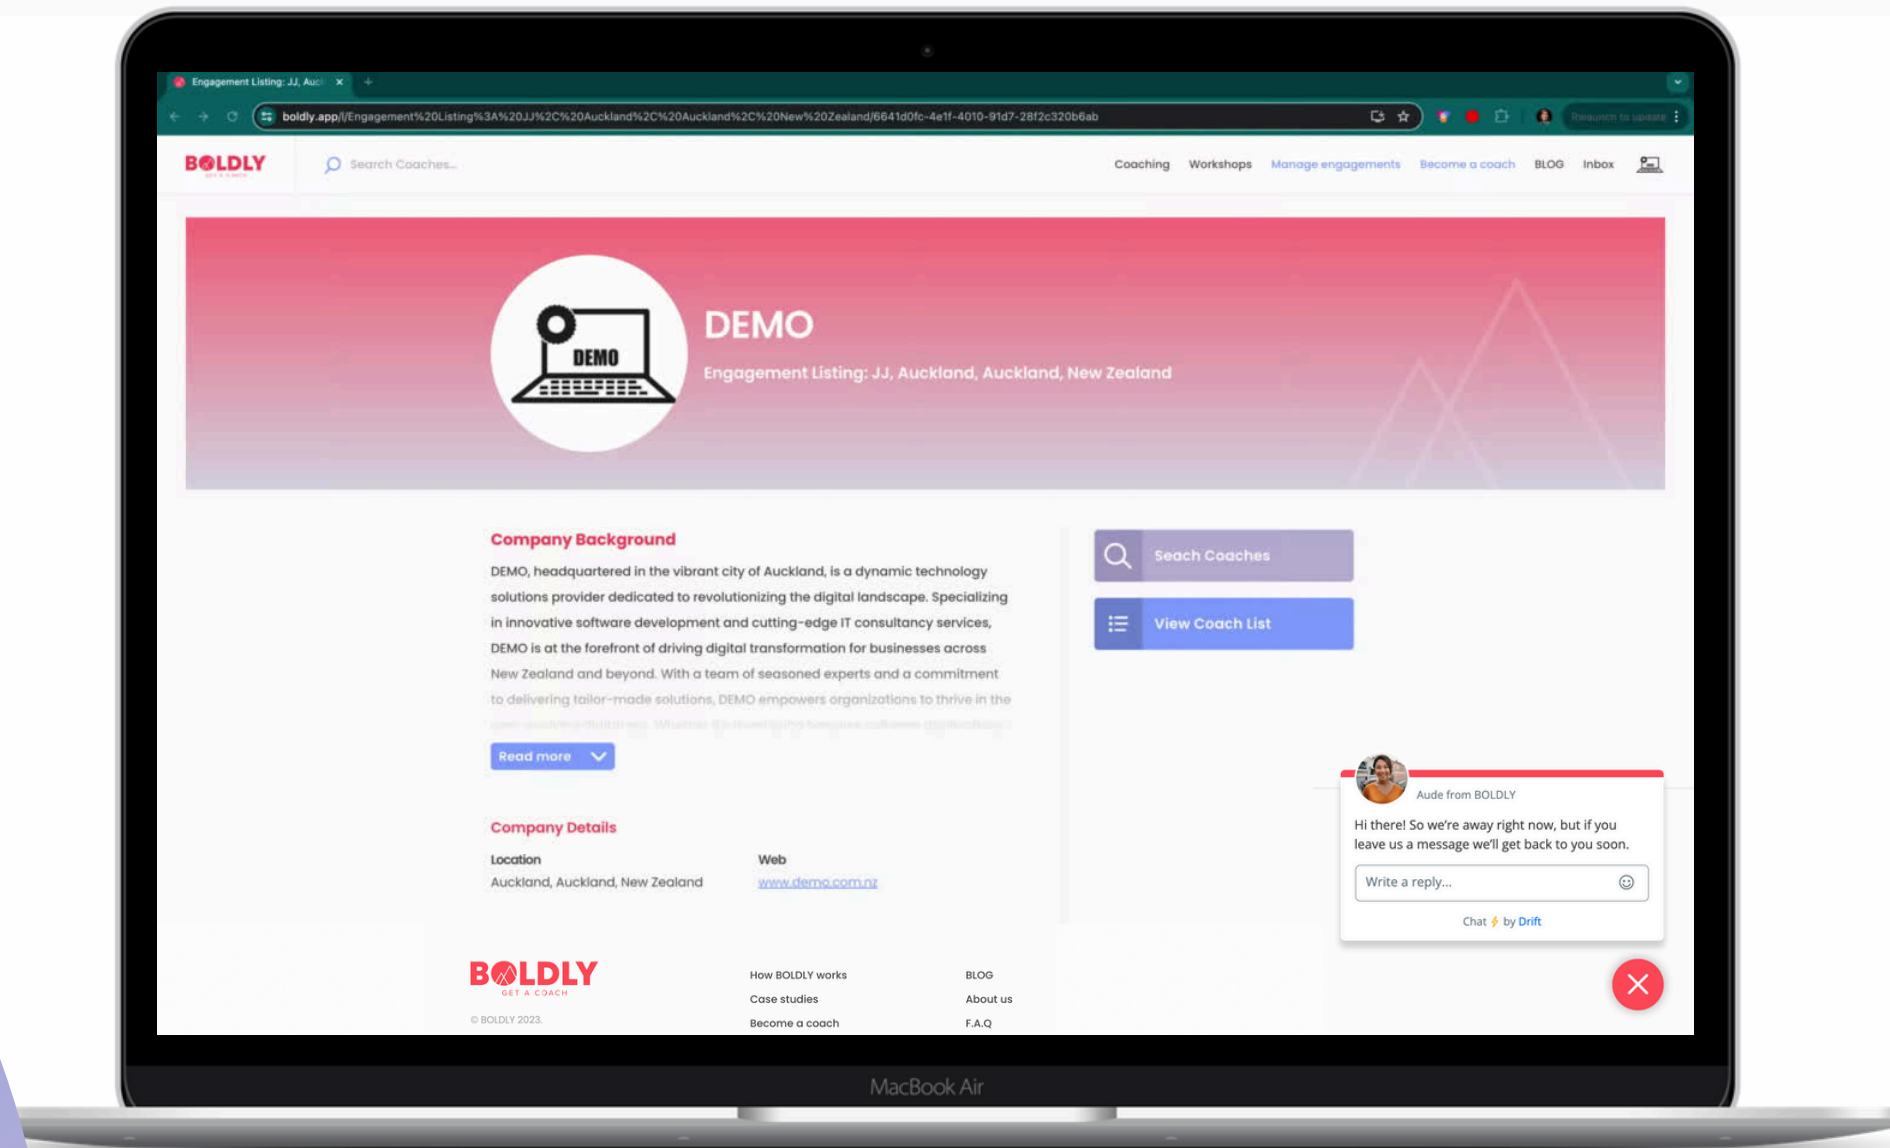 Engagement Listing: JJ, Auc
boldly.app/l/Engagement%20Listing%3A%20JJ%2C%20Auckland%2C%20Auckland%2C%20New%20Zealand/6641d0fc-4e1f-4010-91d7-28f2c320b6ab
Relaunch to update
BOLDLY
GET A COACH
Search Coaches...
Coaching Workshops Manage engagements Become a coach BLOG Inbox
DEMO
DEMO
Engagement Listing: JJ, Auckland, Auckland, New Zealand
Company Background
DEMO, headquartered in the vibrant city of Auckland, is a dynamic technology
solutions provider dedicated to revolutionizing the digital landscape. Specializing
in innovative software development and cutting-edge IT consultancy services,
DEMO is at the forefront of driving digital transformation for businesses across
New Zealand and beyond. With a team of seasoned experts and a commitment
to delivering tailor-made solutions, DEMO empowers organizations to thrive in the
Read more
Seach Coaches
View Coach List
Company Details
Location
Auckland, Auckland, New Zealand
Web
www.demo.com.nz
Aude from BOLDLY
Hi there! So we're away right now, but if you
leave us a message we'll get back to you soon.
Write a reply...
Chat ⚡ by Drift
BOLDLY
GET A COACH
© BOLDLY 2023.
How BOLDLY works
Case studies
Become a coach
BLOG
About us
F.A.Q
MacBook Air